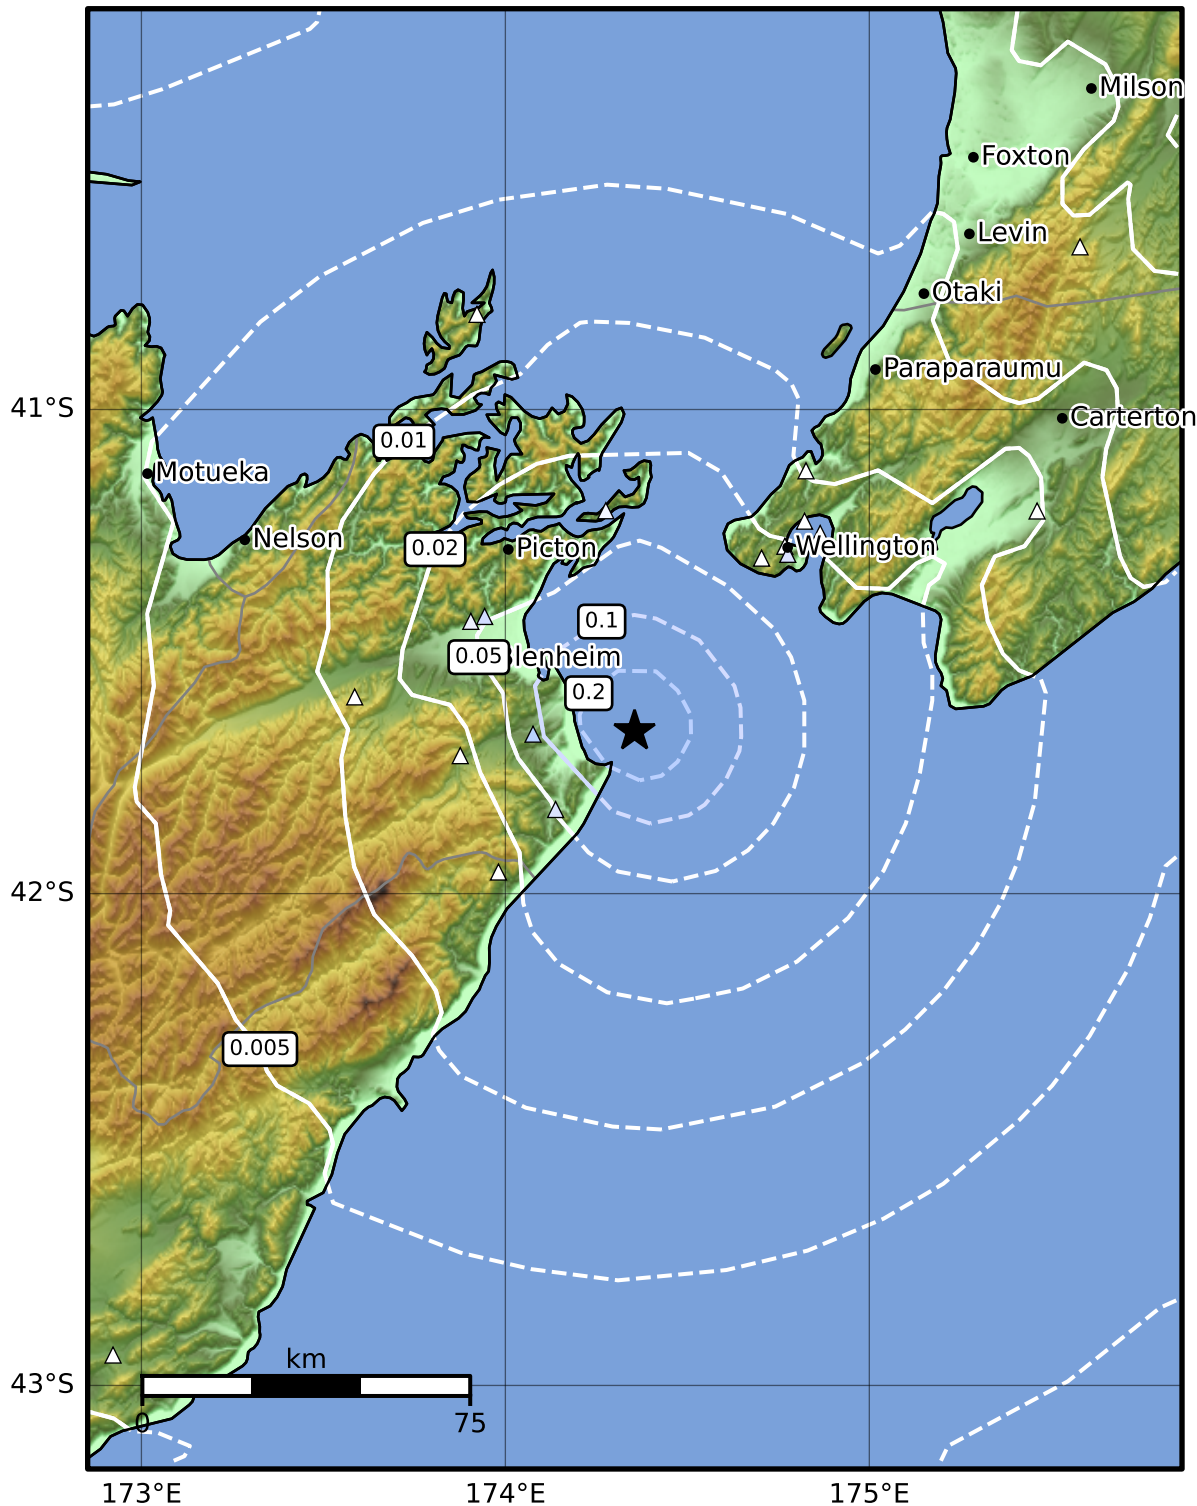 Milson
Foxton
Levin
Otaki
Paraparaumu
41°S
Carterton
0.01
Motueka
Nelson
0.02
Picton
Wellington
0.1
0.05
Blenheim
0.2
42°S
0.005
km
43°S
0
75
173°E
174°E
175°E